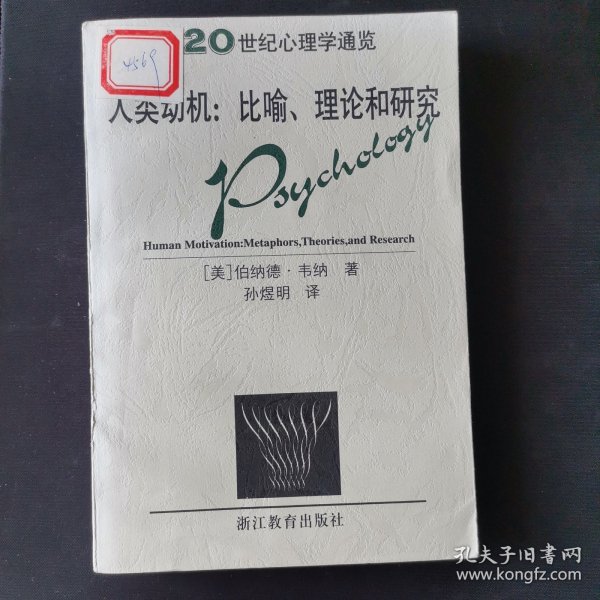 4569
20世纪心理学通览
人类动机：比喻、理论和研究
Psychology
Human Motivation:Metaphors,Theories,and Research
[美]伯纳德·韦纳 著
孙煜明 译
浙江教育出版社
孔夫子旧书网
www.kongfz.com